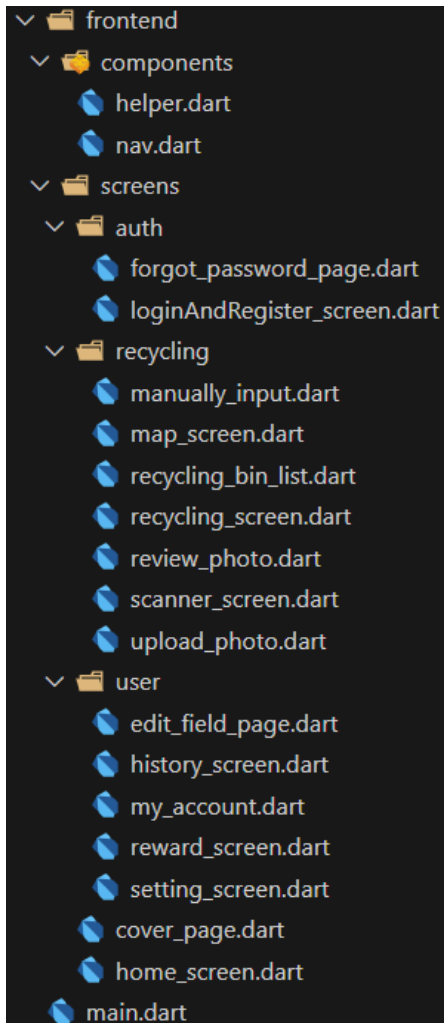 frontend
components
helper.dart
nav.dart
screens
auth
forgot_password_page.dart
loginAndRegister_screen.dart
recycling
manually_input.dart
map_screen.dart
recycling_bin_list.dart
recycling_screen.dart
review_photo.dart
scanner_screen.dart
upload_photo.dart
user
edit_field_page.dart
history_screen.dart
my_account.dart
reward_screen.dart
setting_screen.dart
cover_page.dart
home_screen.dart
main.dart